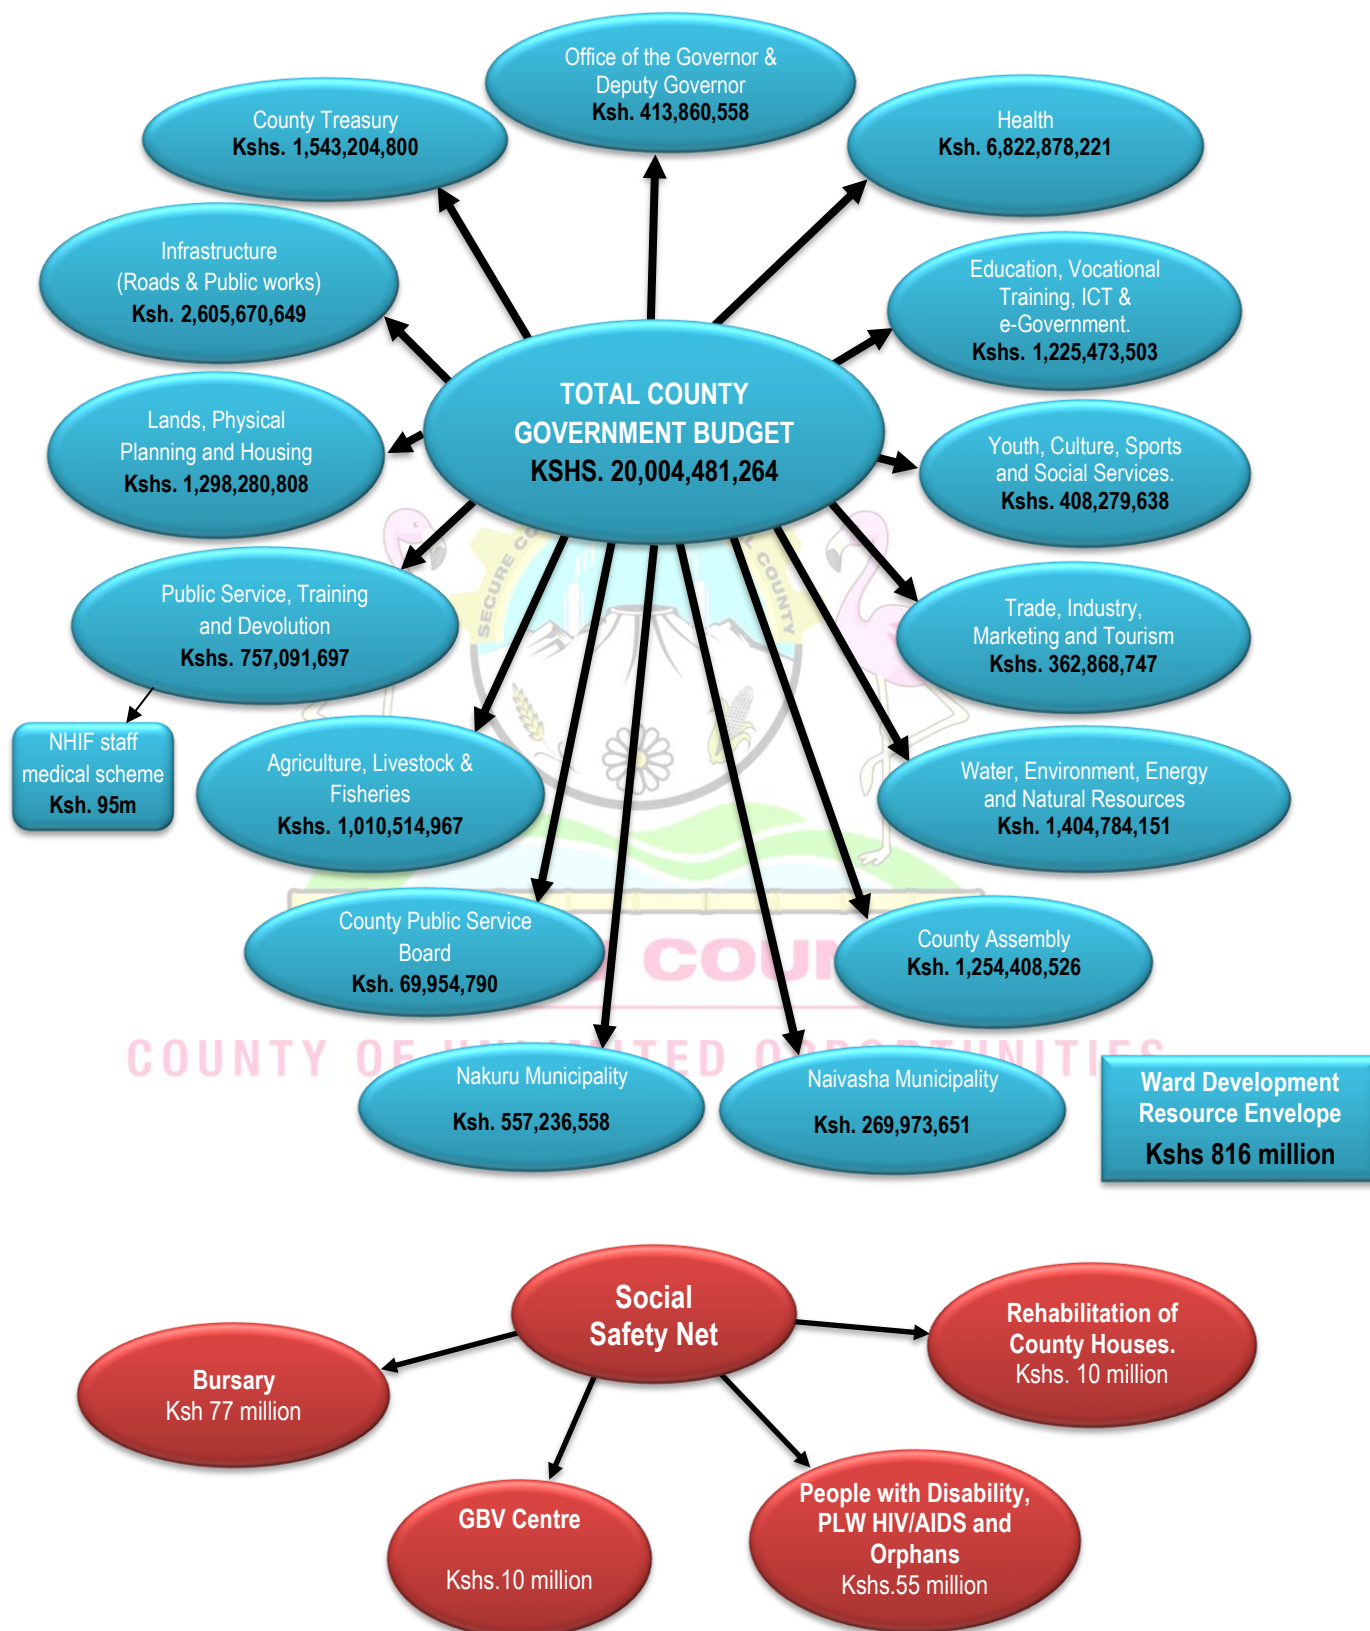 Office of the Governor &
Deputy Governor
Ksh. 413,860,558
County Treasury
Kshs. 1,543,204,800
Health
Ksh. 6,822,878,221
Infrastructure
(Roads & Public works)
Ksh. 2,605,670,649
Education, Vocational
Training, ICT &
e-Government.
Kshs. 1,225,473,503
TOTAL COUNTY
GOVERNMENT BUDGET
KSHS. 20,004,481,264
Lands, Physical
Planning and Housing
Kshs. 1,298,280,808
Youth, Culture, Sports
and Social Services.
Kshs. 408,279,638
SECURE
COUNTY
Public Service, Training
and Devolution
Kshs. 757,091,697
Trade, Industry,
Marketing and Tourism
Kshs. 362,868,747
NHIF staff
medical scheme
Ksh. 95m
Agriculture, Livestock &
Fisheries
Kshs. 1,010,514,967
Water, Environment, Energy
and Natural Resources
Ksh. 1,404,784,151
County Public Service
Board
Ksh. 69,954,790
County Assembly
Ksh. 1,254,408,526
COUNTY OF UNLIMITED OPPORTUNITIES
Nakuru Municipality
Ksh. 557,236,558
Naivasha Municipality
Ksh. 269,973,651
Ward Development
Resource Envelope
Kshs 816 million
Social
Safety Net
Rehabilitation of
County Houses.
Kshs. 10 million
Bursary
Ksh 77 million
GBV Centre
Kshs.10 million
People with Disability,
PLW HIV/AIDS and
Orphans
Kshs.55 million